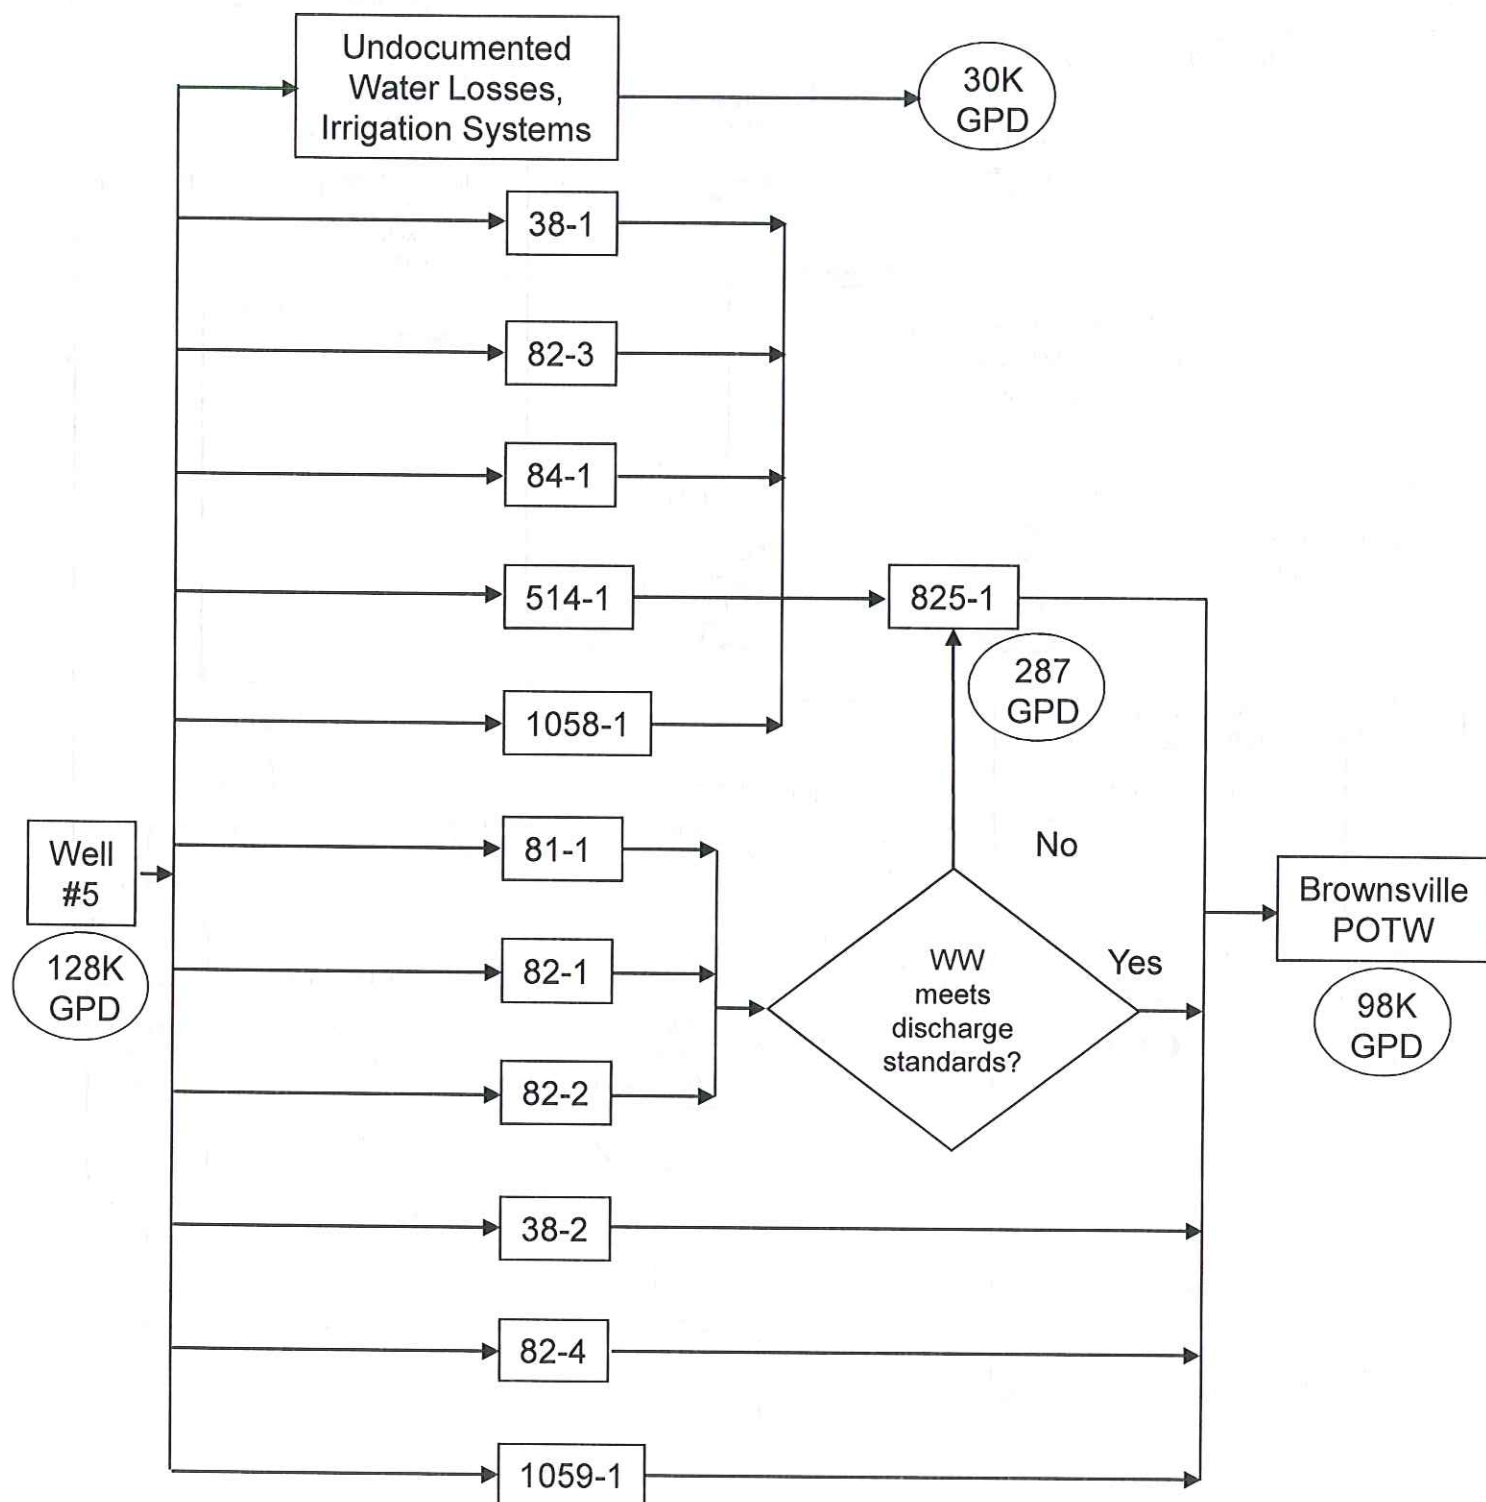 Undocumented
Water Losses,
Irrigation Systems
30K
GPD
38-1
82-3
84-1
514-1
825-1
287
GPD
1058-1
81-1
No
Well
#5
128K
GPD
Brownsville
POTW
98K
GPD
82-1
WW
meets
discharge
standards?
Yes
82-2
38-2
82-4
1059-1